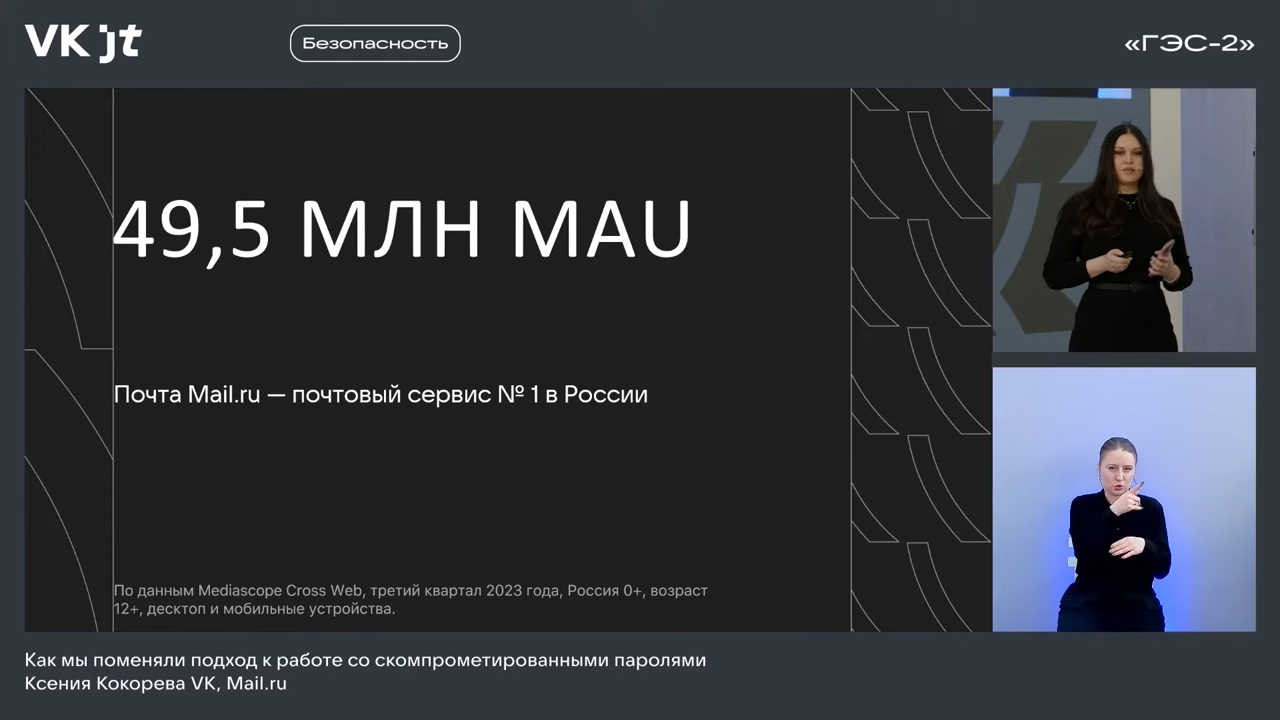 VK jt
Безопасность
«ГЭС-2»
49,5 МЛН MAU
Почта Mail.ru — почтовый сервис № 1 в России
По данным Mediascope Cross Web, третий квартал 2023 года, Россия 0+, возраст
12+, десктоп и мобильные устройства.
Как мы поменяли подход к работе со скомпрометированными паролями
Ксения Кокорева VK, Mail.ru